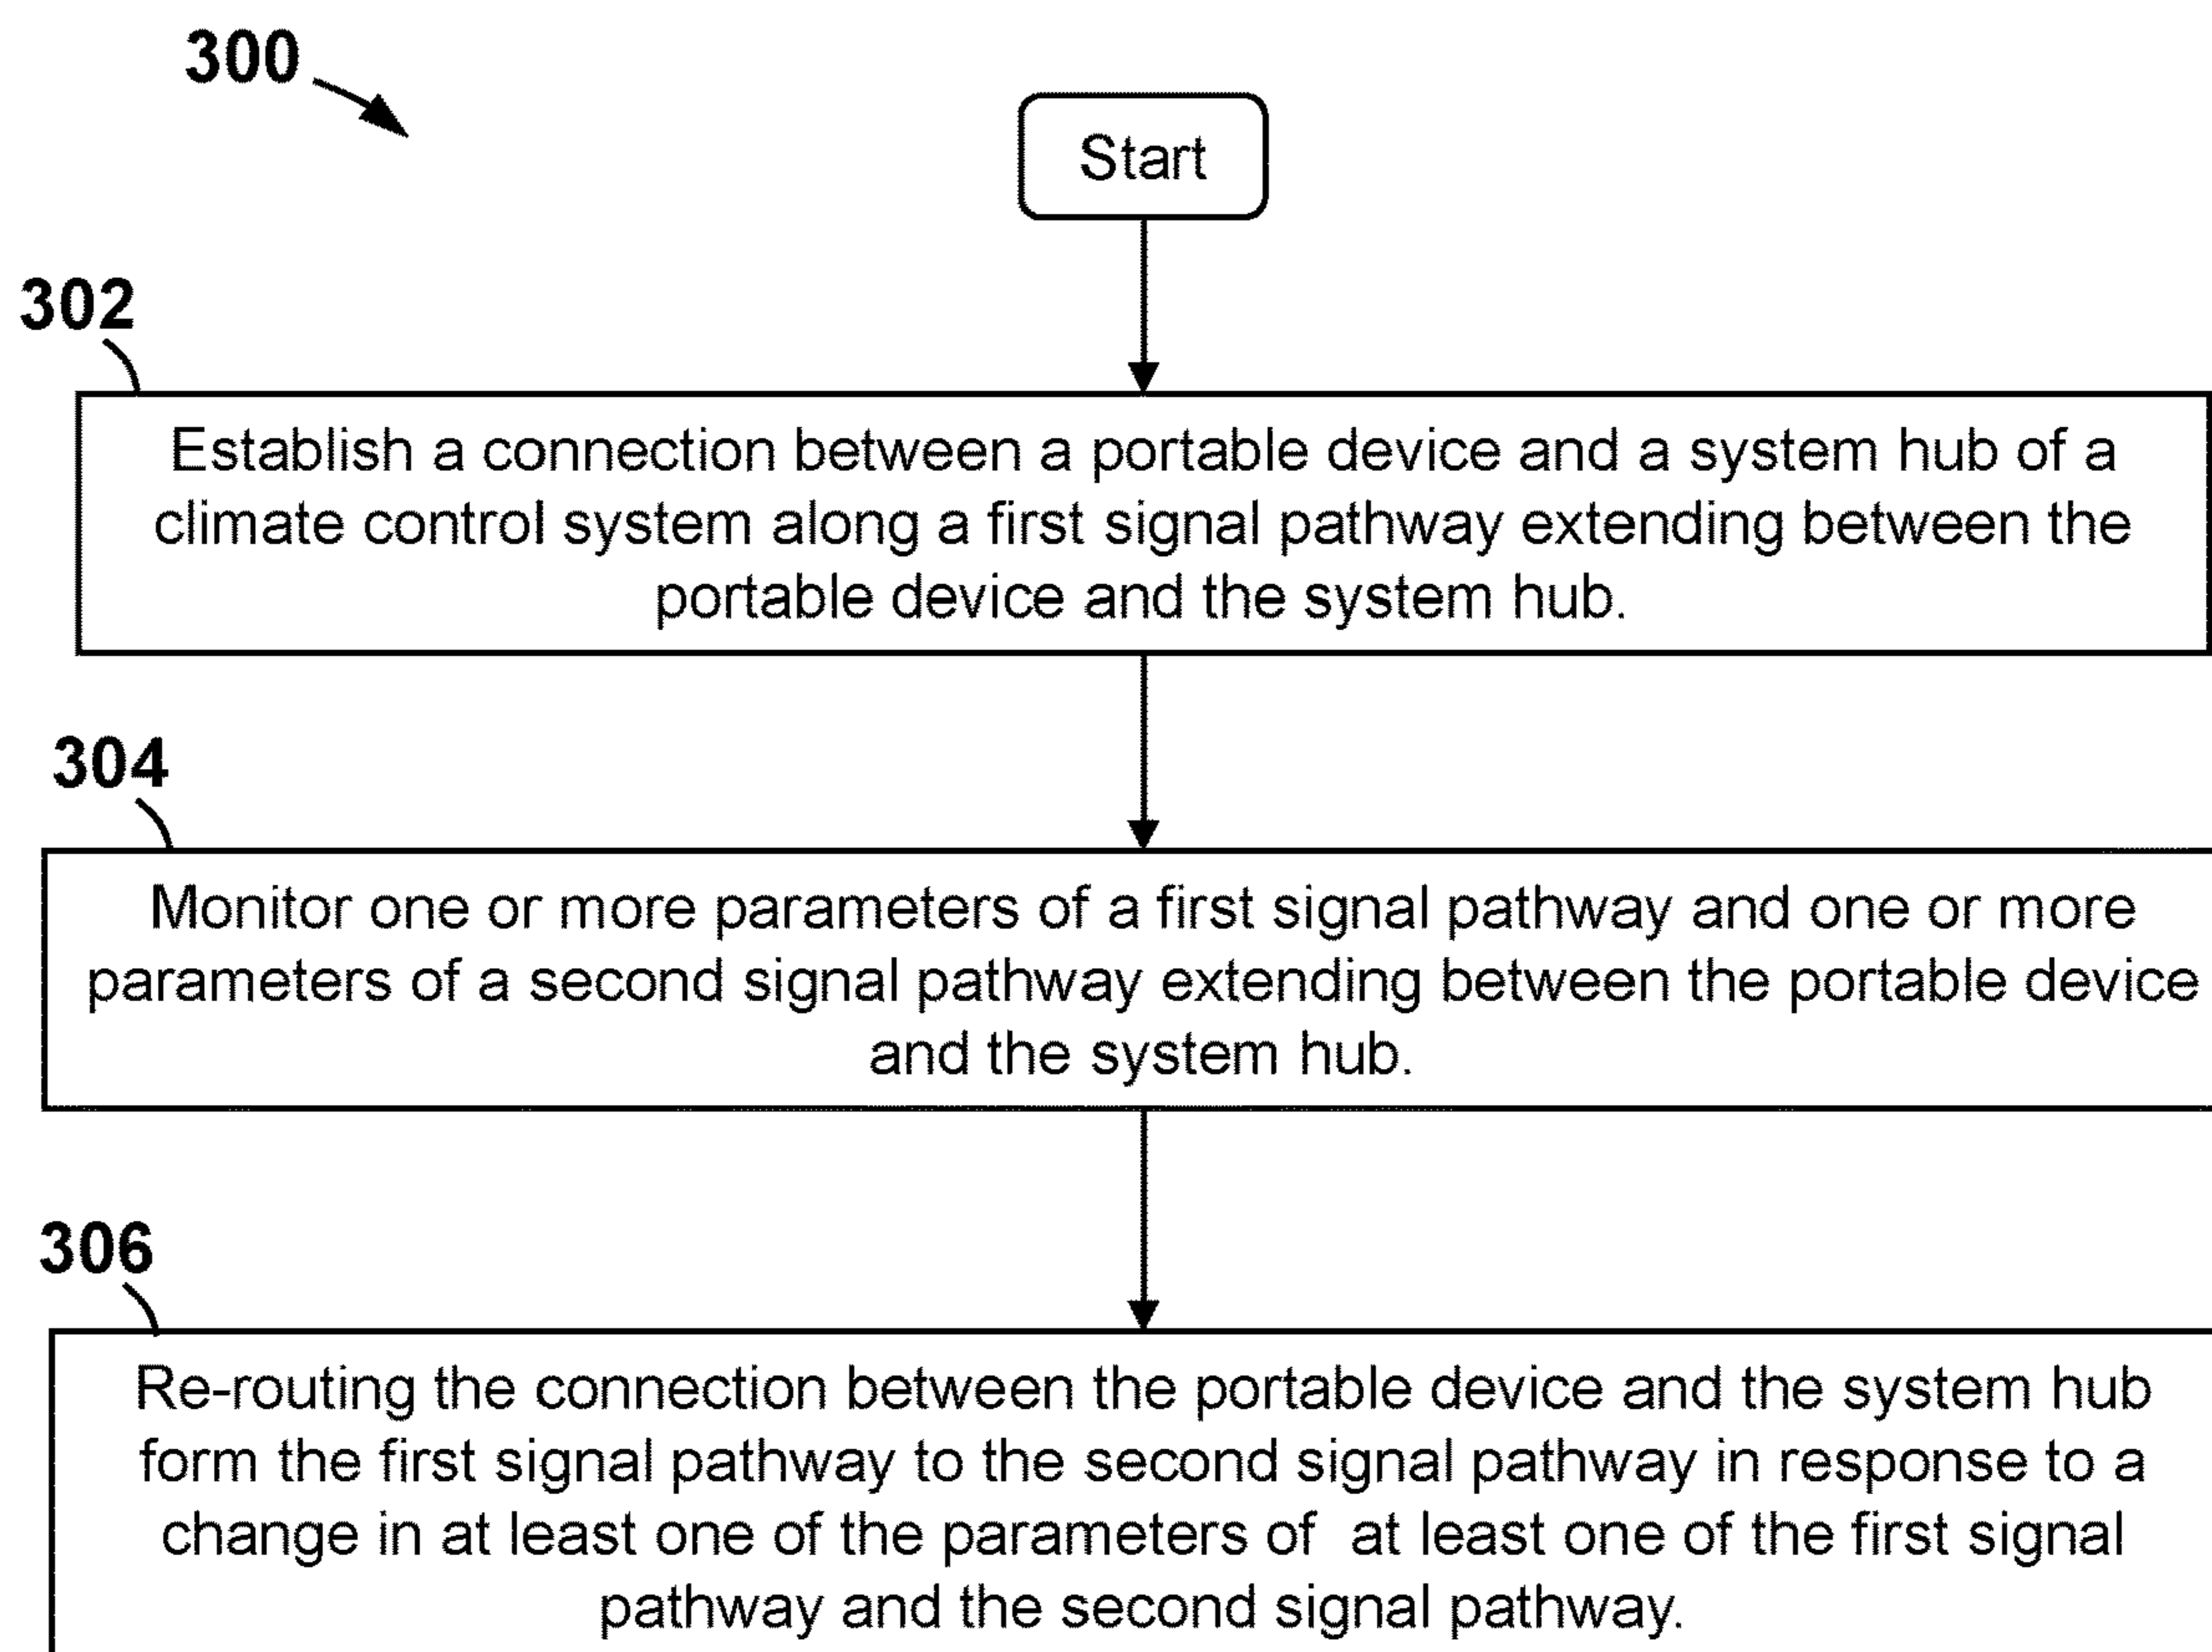 300
Start
302
Establish a connection between a portable device and a system hub of a
climate control system along a first signal pathway extending between the
portable device and the system hub.
304
Monitor one or more parameters of a first signal pathway and one or more
parameters of a second signal pathway extending between the portable device
and the system hub.
306
Re-routing the connection between the portable device and the system hub
form the first signal pathway to the second signal pathway in response to a
change in at least one of the parameters of  at least one of the first signal
pathway and the second signal pathway.